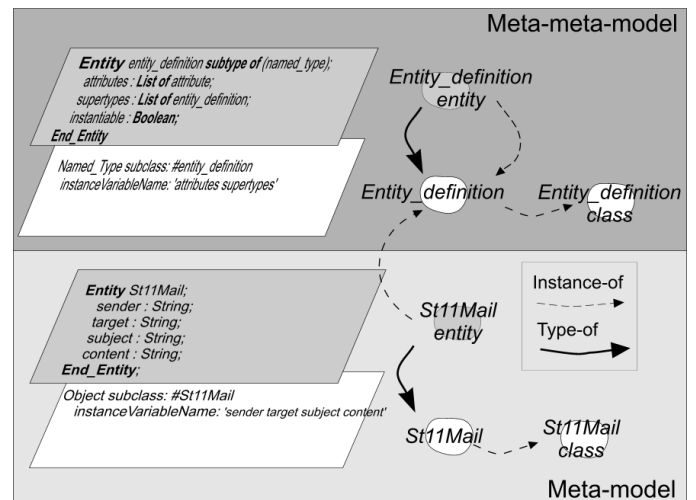 Meta-meta-model
Entity entity_definition subtype of (named_type);
attributes : List of attribute;
supertypes : List of entity_definition;
instantiable : Boolean;
End_Entity
Named_Type subclass: #entity_definition
instanceVariableName: 'attributes supertypes'
Entity_definition
entity
Entity_definition
Entity_definition
class
Entity St11Mail;
sender : String;
target : String;
subject : String;
content : String;
End_Entity;
Object subclass: #St11Mail
instanceVariableName: 'sender target subject content'
St11Mail
entity
St11Mail
St11Mail
class
Instance-of
Type-of
Meta-model